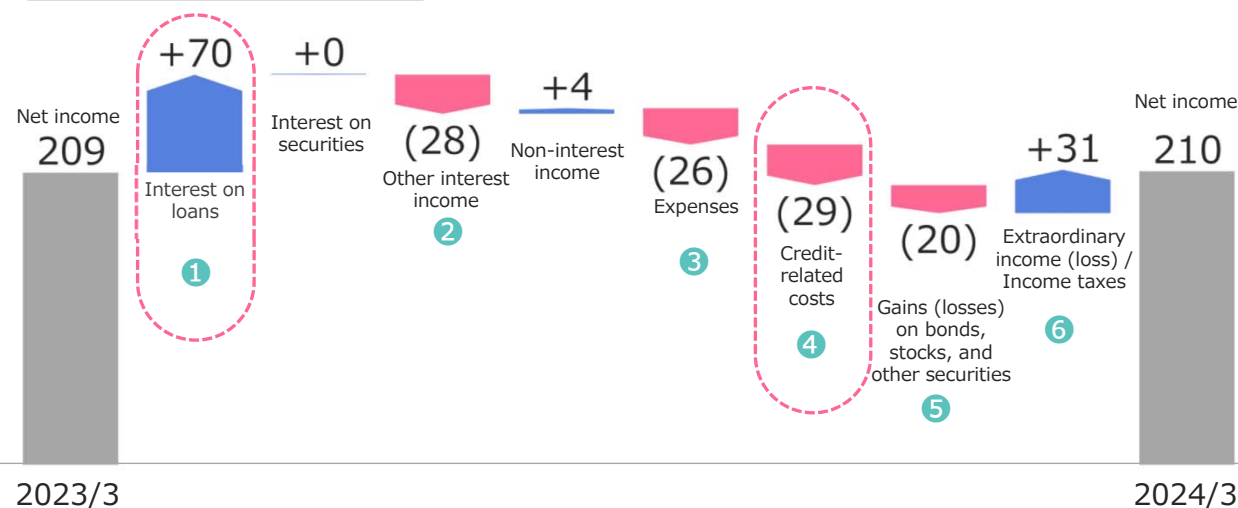 Net income
209
2023/3
+70
Interest on
loans
1
+0
Interest on
securities
(28)
Other interest
income
2
+4
Non-interest
income
(26)
Expenses
3
(29)
Credit-
related
costs
4
(20)
Gains (losses)
on bonds,
stocks, and
other securities
5
+31
Extraordinary
income (loss) /
Income taxes
6
Net income
210
2024/3